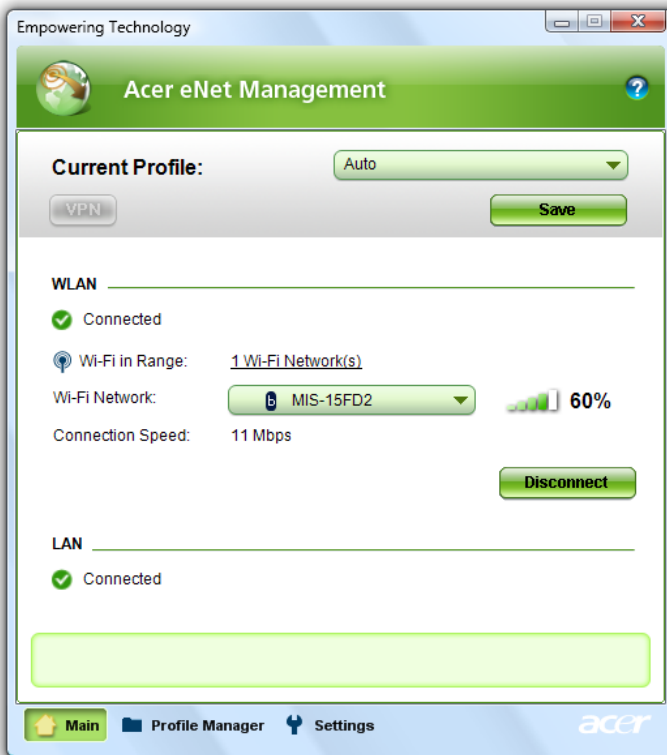 Empowering Technology
Acer eNet Management
Current Profile: Auto
VPN Save
WLAN
Connected
Wi-Fi in Range: 1 Wi-Fi Network(s)
Wi-Fi Network: b MIS-15FD2 60%
Connection Speed: 11 Mbps
Disconnect
LAN
Connected
Main Profile Manager Settings acer